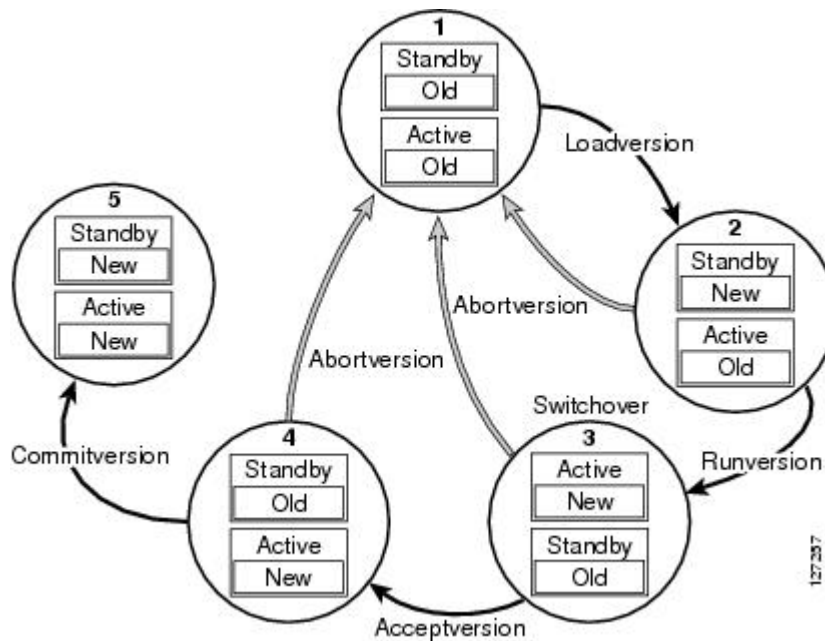 1
Standby
Old
Active
Old
Loadversion
5
Standby
New
Active
New
2
Standby
New
Active
Old
Abortversion
Abortversion
Switchover
4
Standby
Old
Active
New
3
Active
New
Standby
Old
Commitversion
Runversion
Acceptversion
127257